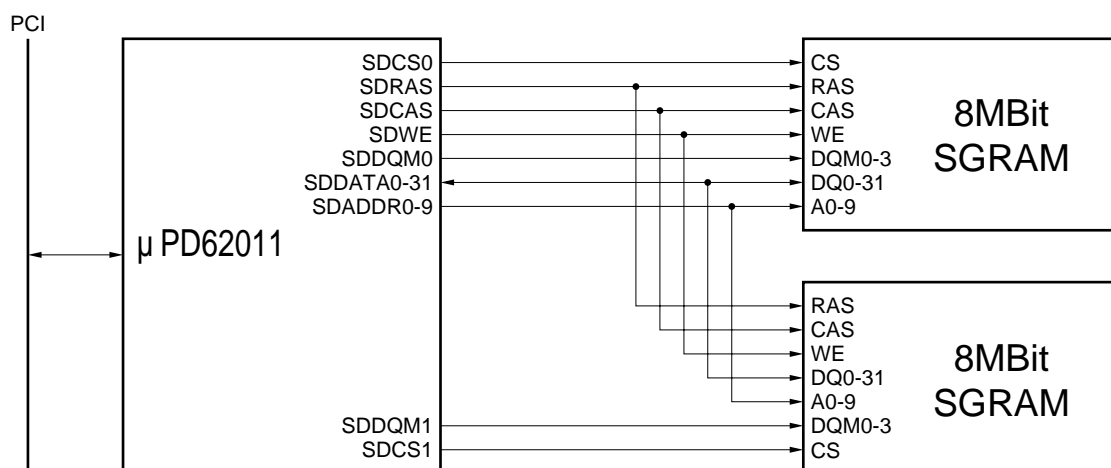 PCI
SDCS0
SDRAS
SDCAS
SDWE
SDDQM0
SDDATA0-31
SDADDR0-9
µ PD62011
SDDQM1
SDCS1
CS
RAS
CAS
WE
DQM0-3
DQ0-31
A0-9
8MBit
SGRAM
RAS
CAS
WE
DQ0-31
A0-9
DQM0-3
CS
8MBit
SGRAM